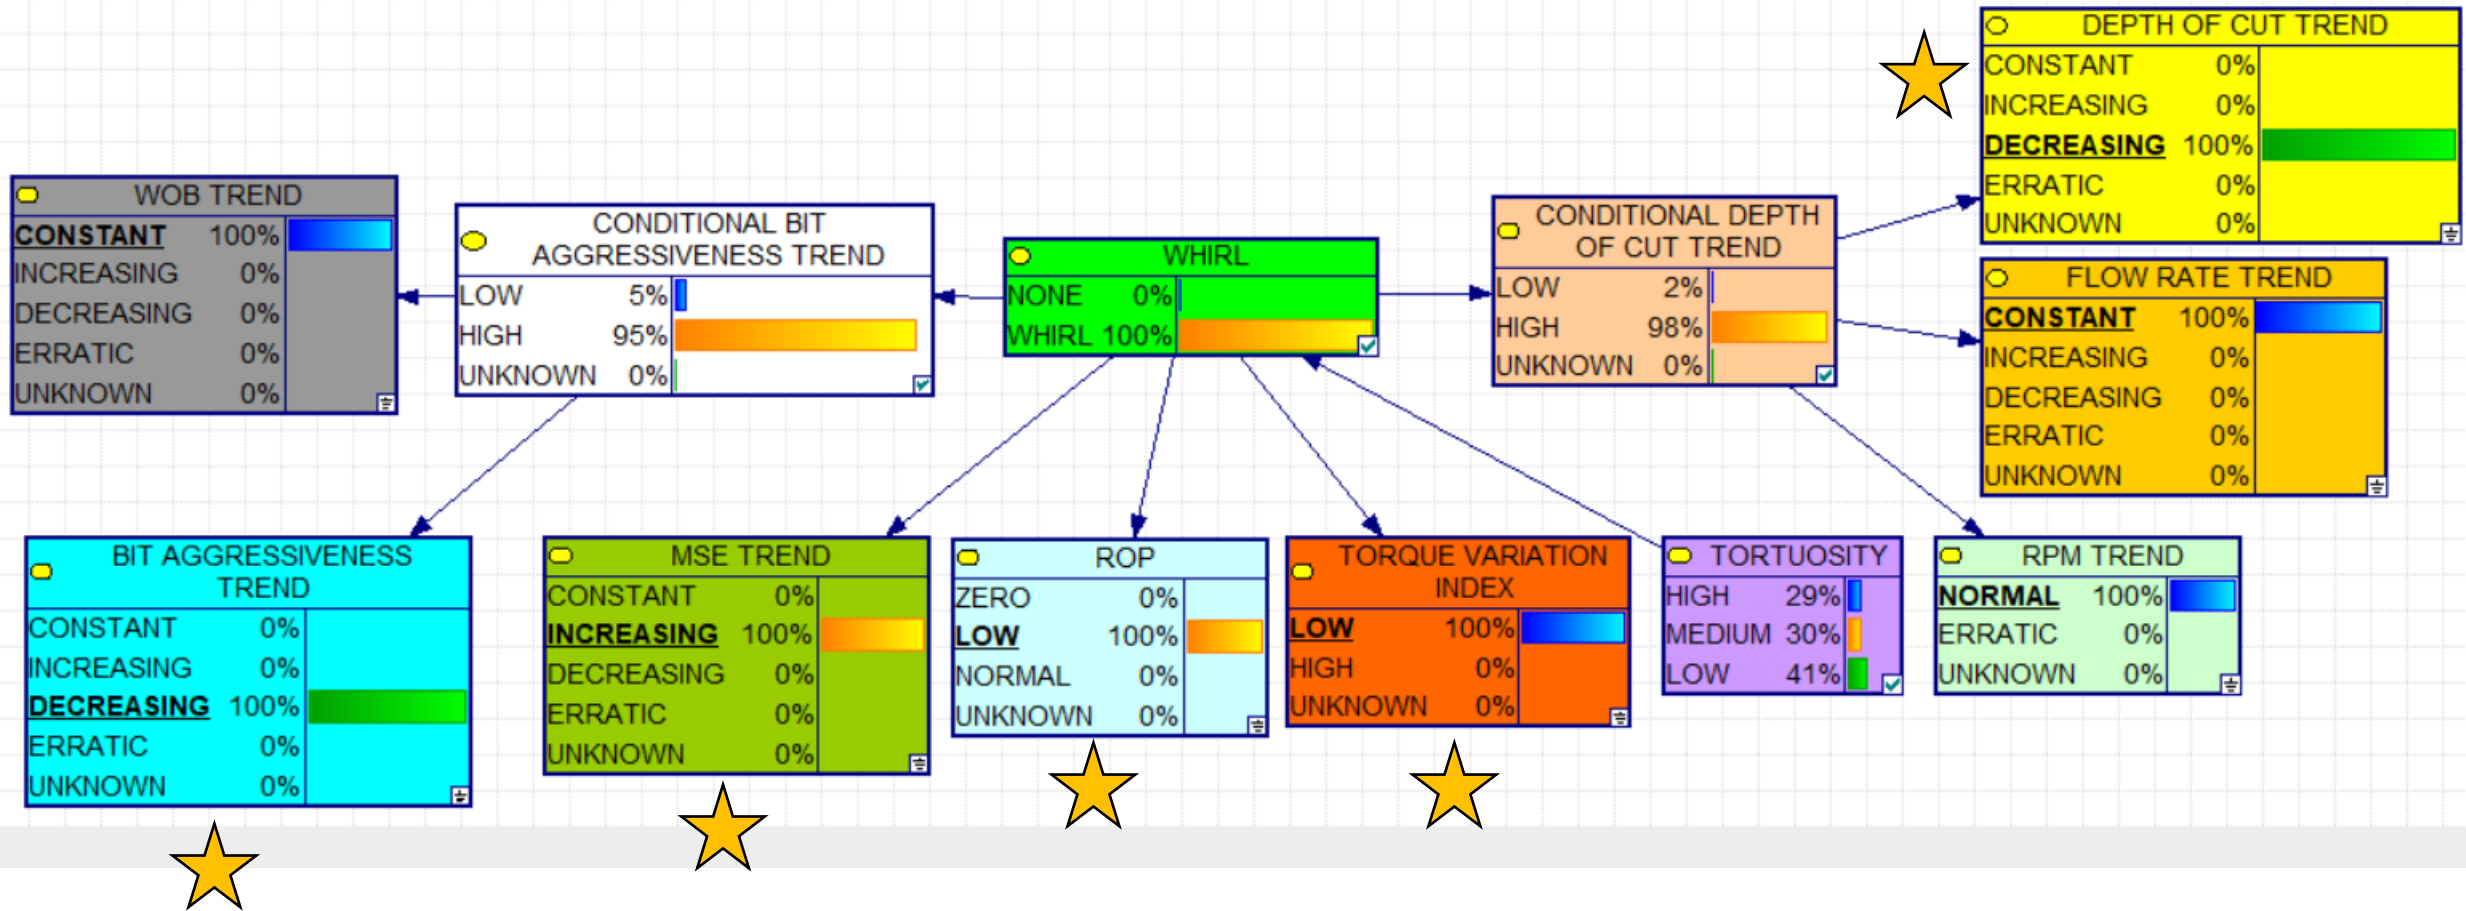 DEPTH OF CUT TREND
CONSTANT 0%
INCREASING 0%
DECREASING 100%
ERRATIC 0%
UNKNOWN 0%
WOB TREND
CONSTANT 100%
INCREASING 0%
DECREASING 0%
ERRATIC 0%
UNKNOWN 0%
CONDITIONAL BIT
AGGRESSIVENESS TREND
LOW 5%
HIGH 95%
UNKNOWN 0%
WHIRL
NONE 0%
WHIRL 100%
CONDITIONAL DEPTH
OF CUT TREND
LOW 2%
HIGH 98%
UNKNOWN 0%
FLOW RATE TREND
CONSTANT 100%
INCREASING 0%
DECREASING 0%
ERRATIC 0%
UNKNOWN 0%
BIT AGGRESSIVENESS
TREND
CONSTANT 0%
INCREASING 0%
DECREASING 100%
ERRATIC 0%
UNKNOWN 0%
MSE TREND
CONSTANT 0%
INCREASING 100%
DECREASING 0%
ERRATIC 0%
UNKNOWN 0%
ROP
ZERO 0%
LOW 100%
NORMAL 0%
UNKNOWN 0%
TORQUE VARIATION
INDEX
LOW 100%
HIGH 0%
UNKNOWN 0%
TORTUOSITY
HIGH 29%
MEDIUM 30%
LOW 41%
RPM TREND
NORMAL 100%
ERRATIC 0%
UNKNOWN 0%